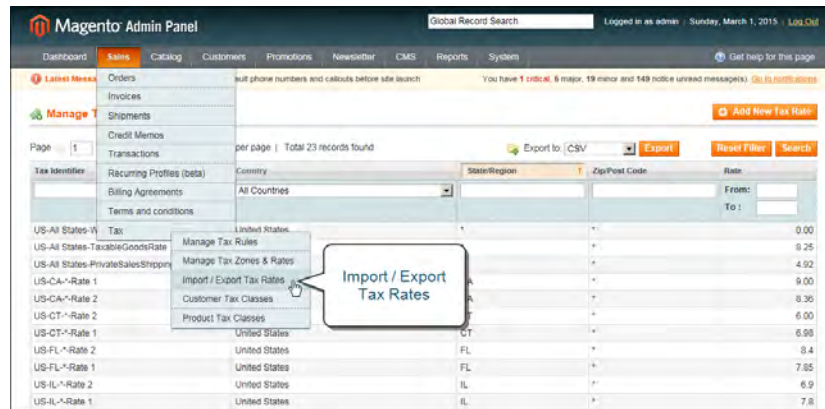 Magento Admin Panel
Global Record Search
Logged in as admin | Sunday, March 1, 2015 | Log Out
Dashboard Sales Catalog Customers Promotions Newsletter CMS Reports System Get help for this page
Latest Messa ault phone numbers and callouts before site launch You have 1 critical, 6 major, 19 minor and 149 notice unread message(s). Go to notifications
Orders
Invoices
Manage T Add New Tax Rate
Shipments
Credit Memos
Page 1 per page | Total 23 records found Export to: CSV Export Reset Filter Search
Transactions
Tax Identifier Country State/Region Zip/Post Code Rate
Recurring Profiles (beta)
Billing Agreements All Countries From:
Terms and conditions To :
Tax
US-All States-W United States * * 0.00
Manage Tax Rules
US-All States-TaxableGoodsRate * 8.25
Manage Tax Zones & Rates
US-All States-PrivateSalesShipping * 4.92
Import / Export Tax Rates
Import / Export Tax Rates
US-CA-*-Rate 1 A * 9.00
Customer Tax Classes
US-CA-*-Rate 2 A * 8.36
Product Tax Classes
US-CT-*-Rate 2 T * 6.00
US-CT-*-Rate 1 United States CT * 6.98
US-FL-*-Rate 2 United States FL * 8.4
US-FL-*-Rate 1 United States FL * 7.85
US-IL-*-Rate 2 United States IL * 6.9
US-IL-*-Rate 1 United States IL * 7.8